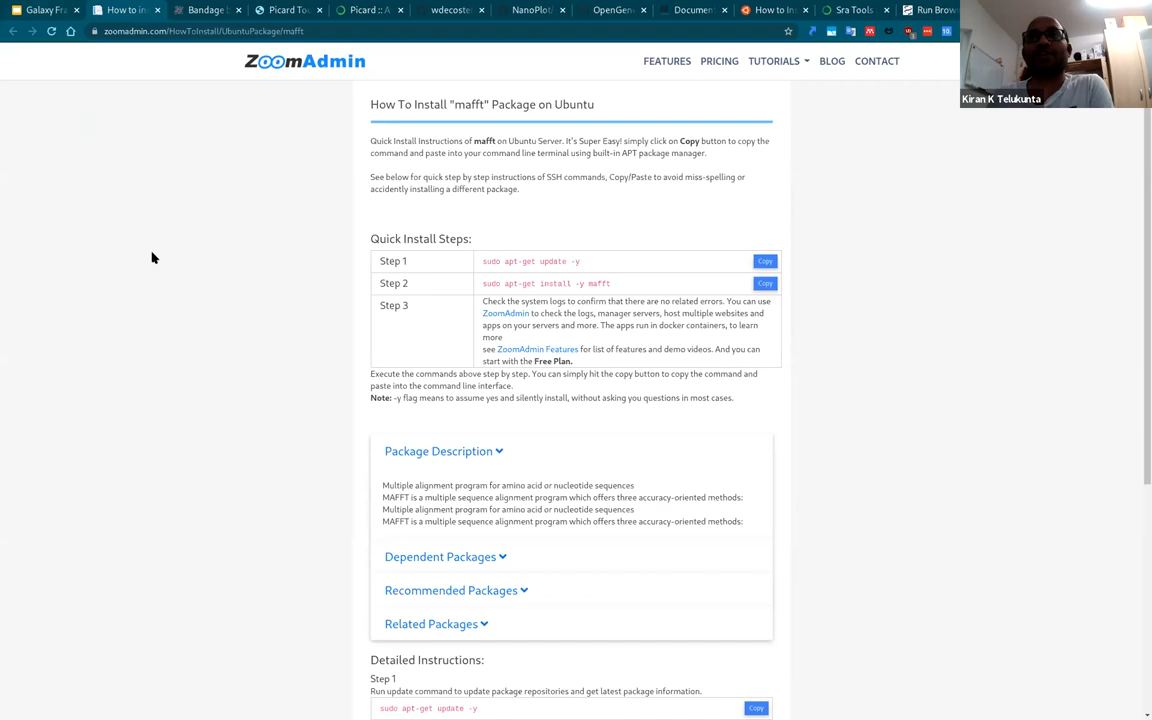 Galaxy Fra
How to in
Bandage b
Picard Too
Picard :: A
wdecoster
NanoPlot/
OpenGen
Document
How to Ins
Sra Tools
Run Brow
zoomadmin.com/HowToInstall/UbuntuPackage/mafft
ZoomAdmin
FEATURES PRICING TUTORIALS BLOG CONTACT
Kiran K Telukunta
How To Install "mafft" Package on Ubuntu
Quick Install Instructions of mafft on Ubuntu Server. It's Super Easy! simply click on Copy button to copy the
command and paste into your command line terminal using built-in APT package manager.
See below for quick step by step instructions of SSH commands, Copy/Paste to avoid miss-spelling or
accidently installing a different package.
Quick Install Steps:
Step 1 sudo apt-get update -y Copy
Step 2 sudo apt-get install -y mafft Copy
Step 3 Check the system logs to confirm that there are no related errors. You can use
ZoomAdmin to check the logs, manager servers, host multiple websites and
apps on your servers and more. The apps run in docker containers, to learn
more
see ZoomAdmin Features for list of features and demo videos. And you can
start with the Free Plan.
Execute the commands above step by step. You can simply hit the copy button to copy the command and
paste into the command line interface.
Note: -y flag means to assume yes and silently install, without asking you questions in most cases.
Package Description
Multiple alignment program for amino acid or nucleotide sequences
MAFFT is a multiple sequence alignment program which offers three accuracy-oriented methods:
Multiple alignment program for amino acid or nucleotide sequences
MAFFT is a multiple sequence alignment program which offers three accuracy-oriented methods:
Dependent Packages
Recommended Packages
Related Packages
Detailed Instructions:
Step 1
Run update command to update package repositories and get latest package information.
sudo apt-get update -y Copy